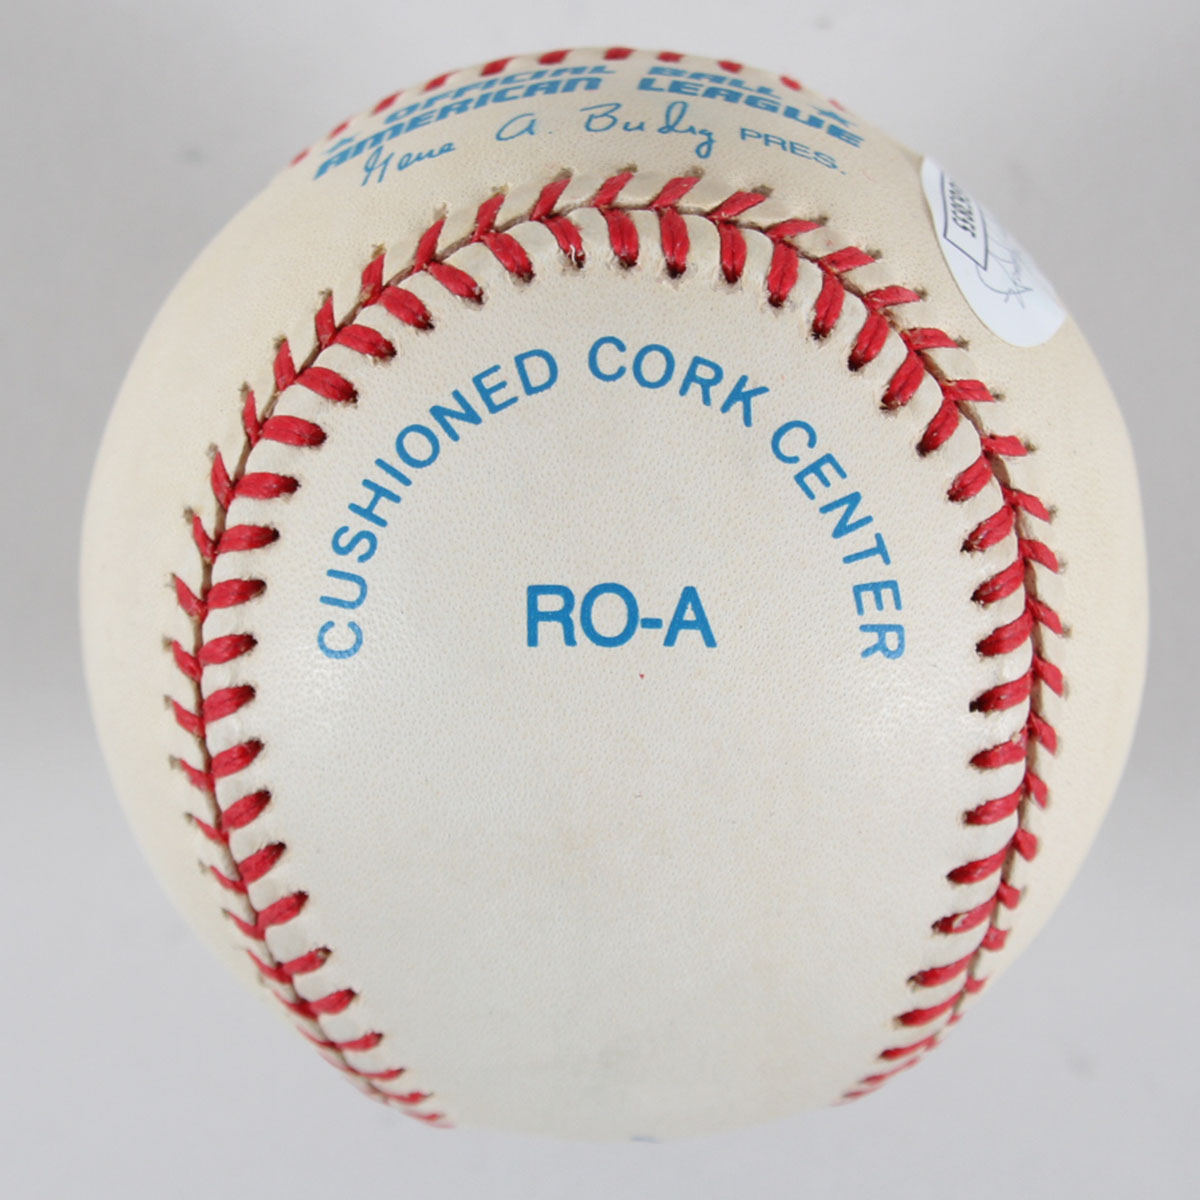 OFFICIAL BALL
AMERICAN LEAGUE
Gene A. Budig PRES.
CUSHIONED CORK CENTER
RO-A